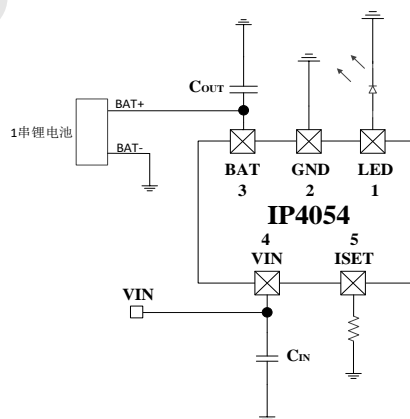 COUT
BAT+
1串锂电池
BAT-
BAT GND LED
3 2 1
IP4054
4 5
VIN ISET
VIN
CIN